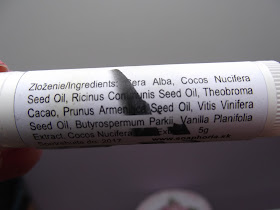 Zloženie/Ingredients: Cera Alba, Cocos Nucifera
Seed Oil, Ricinus Communis Seed Oil, Theobroma
Cacao, Prunus Armeniaca Seed Oil, Vitis Vinifera
Seed Oil, Butyrospermum Parkii, Vanilla Planifolia
Extract, Cocos Nucifera Extract 5g